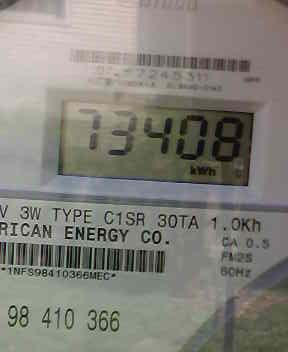 73408
kWh
V 3W TYPE C1SR 30TA 1.0Kh
RICAN ENERGY CO.
CA 0.5
FM2S
60Hz
*1NFS98410366MEC*
98 410 366